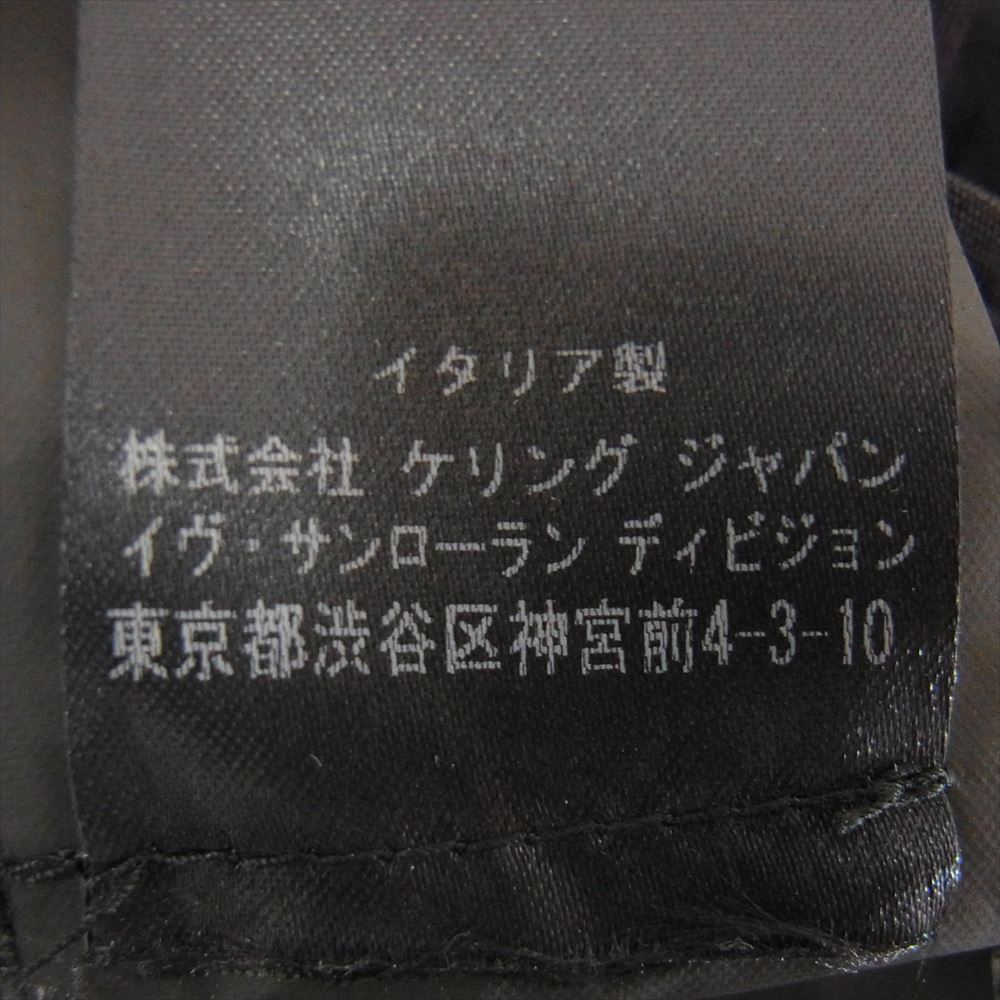 イタリア製
株式会社 ケリング ジャパン
イヴ・サンローラン ディビジョン
東京都渋谷区神宮前4-3-10